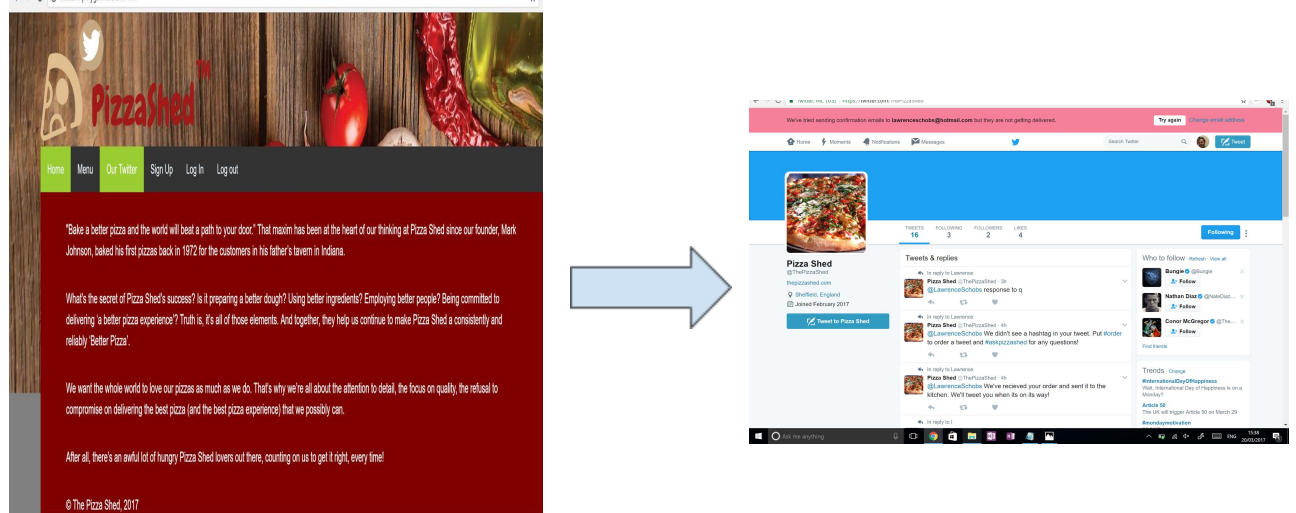 PizzaShed™
Home Menu Our Twitter Sign Up Log In Log out
"Bake a better pizza and the world will beat a path to your door." That maxim has been at the heart of our thinking at Pizza Shed since our founder, Mark
Johnson, baked his first pizzas back in 1972 for the customers in his father's tavern in Indiana.
What's the secret of Pizza Shed's success? Is it preparing a better dough? Using better ingredients? Employing better people? Being committed to
delivering 'a better pizza experience'? Truth is, it's all of those elements. And together, they help us continue to make Pizza Shed a consistently and
reliably 'Better Pizza'.
We want the whole world to love our pizzas as much as we do. That's why we're all about the attention to detail, the focus on quality, the refusal to
compromise on delivering the best pizza (and the best pizza experience) that we possibly can.
After all, there's an awful lot of hungry Pizza Shed lovers out there, counting on us to get it right, every time!
© The Pizza Shed, 2017
We've tried sending confirmation emails to lawrenceschobs@hotmail.com but they are not getting delivered.
Try again Change email address
Home Moments Notifications Messages
Search Twitter
Tweet
TWEETS FOLLOWING FOLLOWERS LIKES
16 3 2 4
Following
Pizza Shed
@ThePizzaShed
thepizzashed.com
Sheffield, England
Joined February 2017
Tweet to Pizza Shed
Tweets & replies
In reply to Lawrence
Pizza Shed @ThePizzaShed · 3h
@LawrenceSchobs response to q
In reply to Lawrence
Pizza Shed @ThePizzaShed · 4h
@LawrenceSchobs We didn't see a hashtag in your tweet. Put #order
to order a tweet and #askpizzashed for any questions!
In reply to Lawrence
Pizza Shed @ThePizzaShed · 4h
@LawrenceSchobs We've recieved your order and sent it to the
kitchen. We'll tweet you when its on its way!
In reply to l
Who to follow · Refresh · View all
Bungie @Bungie
Follow
Nathan Diaz @NateDiaz...
Follow
Conor McGregor @The...
Follow
Find friends
Trends · Change
#InternationalDayOfHappiness
Wait, International Day of Happiness is on a
Monday?
Article 50
The UK will trigger Article 50 on March 29
#mondaymotivation
Ask me anything
ENG
15:38
20/03/2017